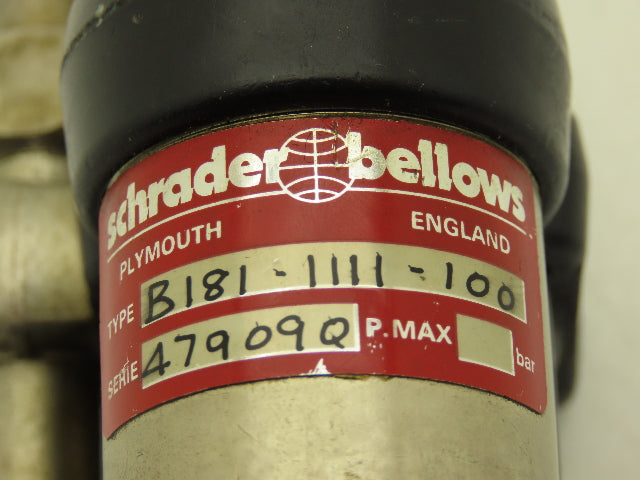 schrader bellows
PLYMOUTH ENGLAND
TYPE B181-1111-100
SERIE 47909Q P.MAX bar